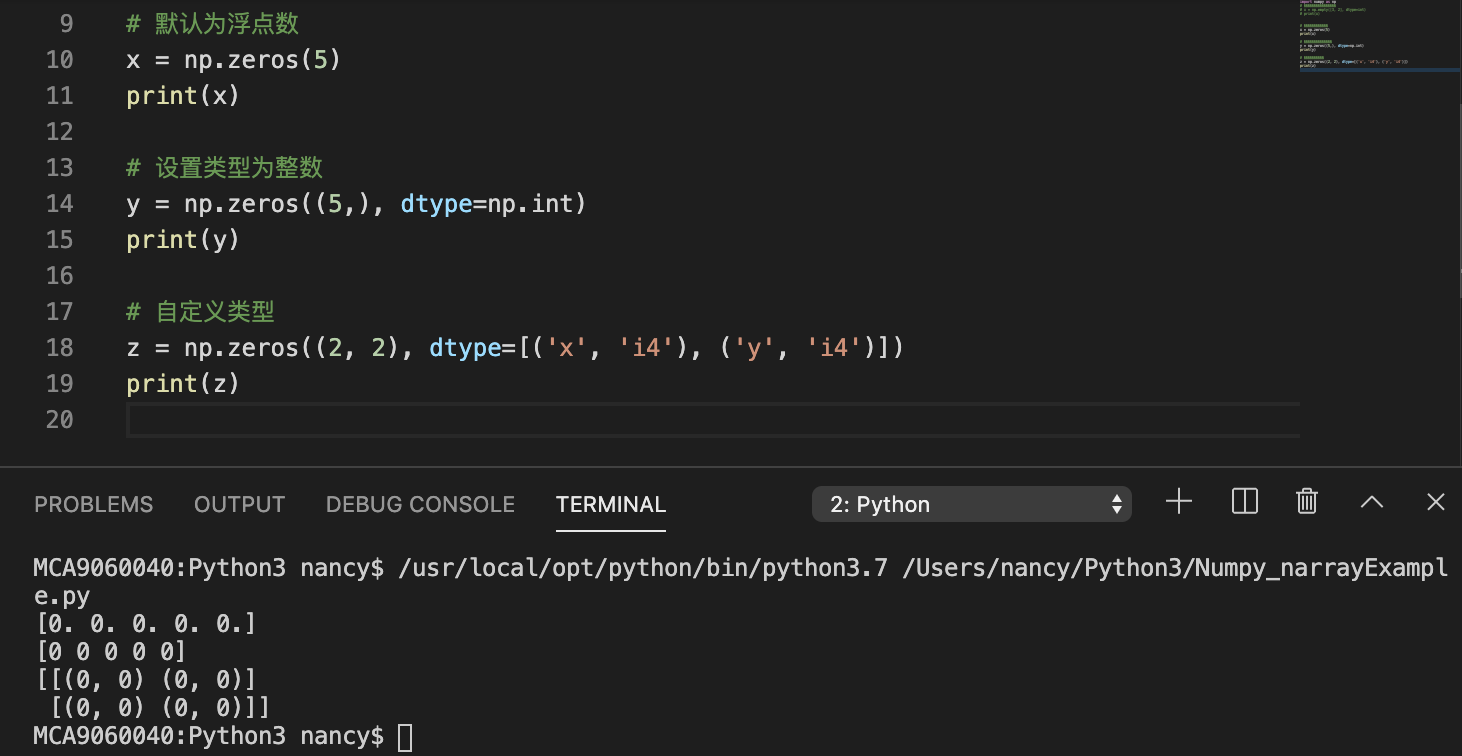 9 # 默认为浮点数
10 x = np.zeros(5)
11 print(x)
12
13 # 设置类型为整数
14 y = np.zeros((5,), dtype=np.int)
15 print(y)
16
17 # 自定义类型
18 z = np.zeros((2, 2), dtype=[('x', 'i4'), ('y', 'i4')])
19 print(z)
20
PROBLEMS OUTPUT DEBUG CONSOLE TERMINAL 2: Python
MCA9060040:Python3 nancy$ /usr/local/opt/python/bin/python3.7 /Users/nancy/Python3/Numpy_narrayExampl
e.py
[0. 0. 0. 0. 0.]
[0 0 0 0 0]
[[(0, 0) (0, 0)]
 [(0, 0) (0, 0)]]
MCA9060040:Python3 nancy$